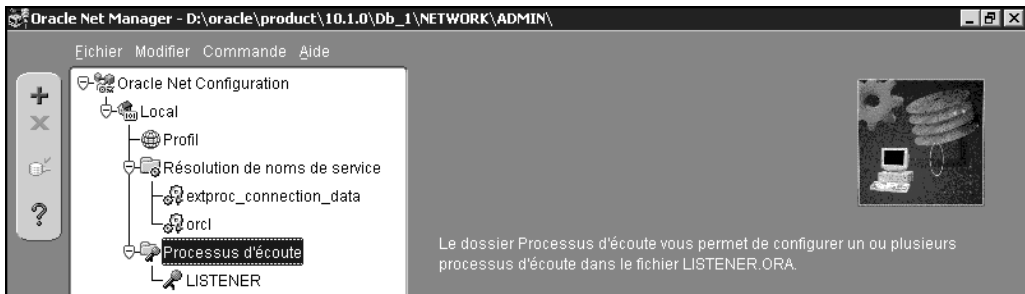 Oracle Net Manager - D:\oracle\product\10.1.0\Db_1\NETWORK\ADMIN\
Fichier Modifier Commande Aide
Oracle Net Configuration
Local
Profil
Résolution de noms de service
extproc_connection_data
orcl
Processus d'écoute
LISTENER
Le dossier Processus d'écoute vous permet de configurer un ou plusieurs
processus d'écoute dans le fichier LISTENER.ORA.